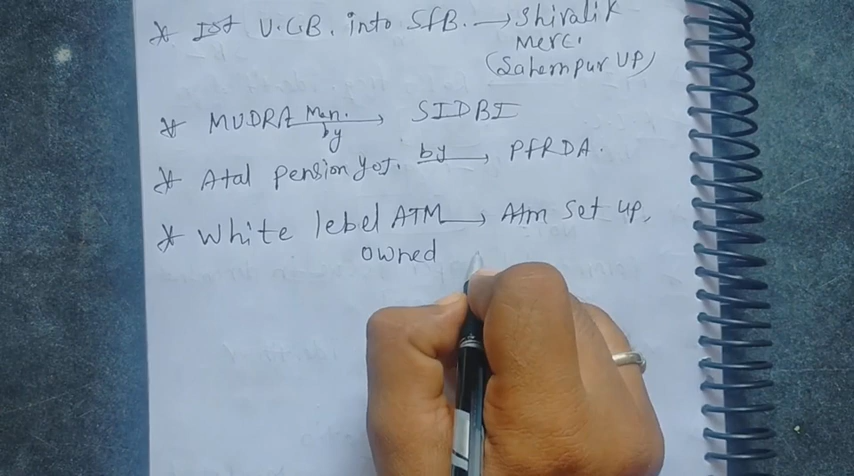 * Ist U.C.B. into SfB. → Shivalik
Merc.
(Sahernpur UP)
* MUDRA Man. by → SIDBI
* Atal pension yoj. by → PFRDA.
* White lebel ATM → Atm set up,
owned